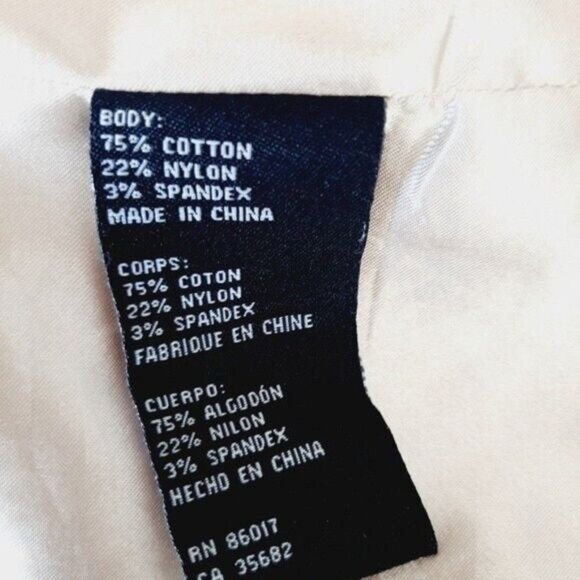 BODY:
75% COTTON
22% NYLON
3% SPANDEX
MADE IN CHINA
CORPS:
75% COTON
22% NYLON
3% SPANDEX
FABRIQUE EN CHINE
CUERPO:
75% ALGODÓN
22% NILON
3% SPANDEX
HECHO EN CHINA
RN 86017
CA 35682